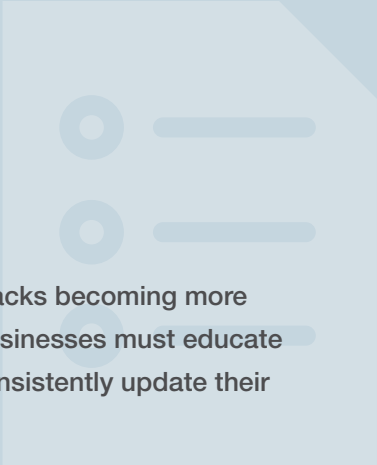 acks becoming more
sinesses must educate
nsistently update their